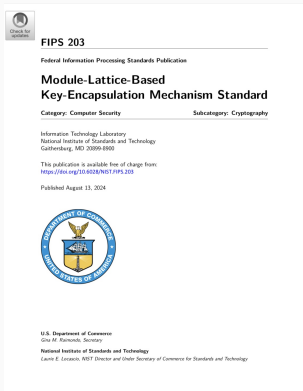 Check for
updates
FIPS 203
Federal Information Processing Standards Publication
Module-Lattice-Based
Key-Encapsulation Mechanism Standard
Category: Computer Security Subcategory: Cryptography
Information Technology Laboratory
National Institute of Standards and Technology
Gaithersburg, MD 20899-8900
This publication is available free of charge from:
https://doi.org/10.6028/NIST.FIPS.203
Published August 13, 2024
DEPARTMENT OF COMMERCE
UNITED STATES OF AMERICA
U.S. Department of Commerce
Gina M. Raimondo, Secretary
National Institute of Standards and Technology
Laurie E. Locascio, NIST Director and Under Secretary of Commerce for Standards and Technology